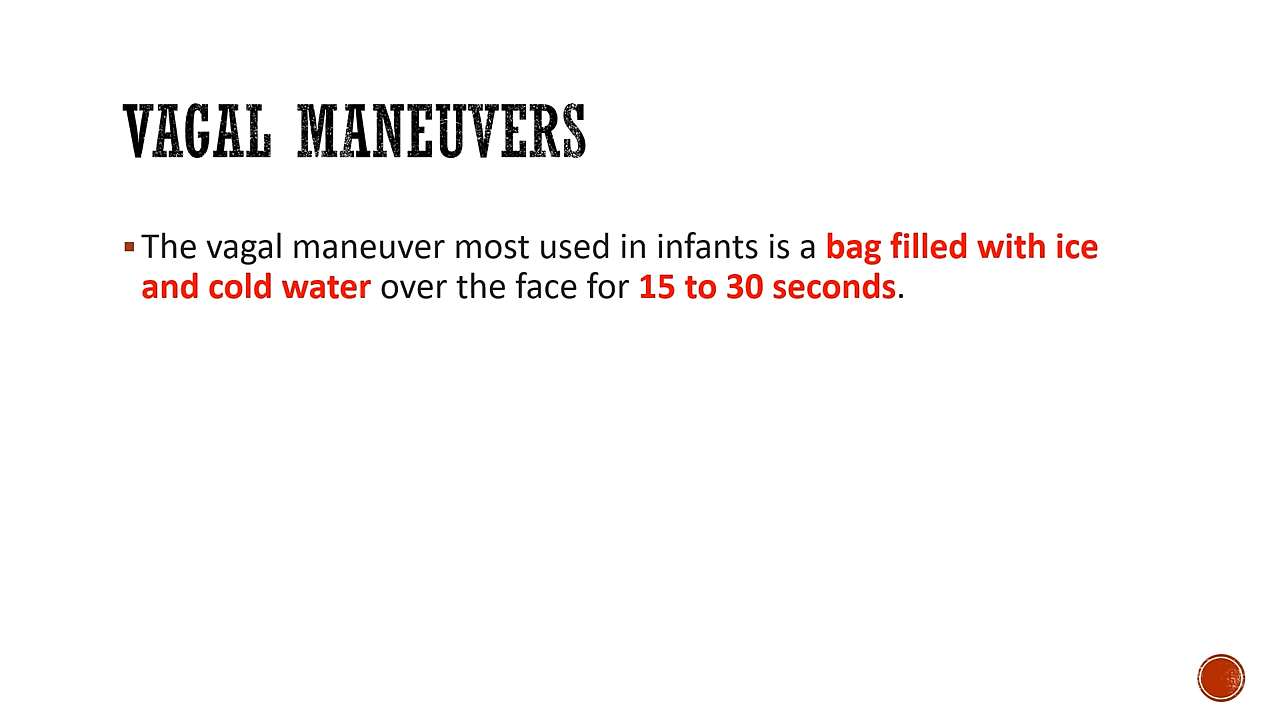 VAGAL MANEUVERS
▪ The vagal maneuver most used in infants is a bag filled with ice
and cold water over the face for 15 to 30 seconds.